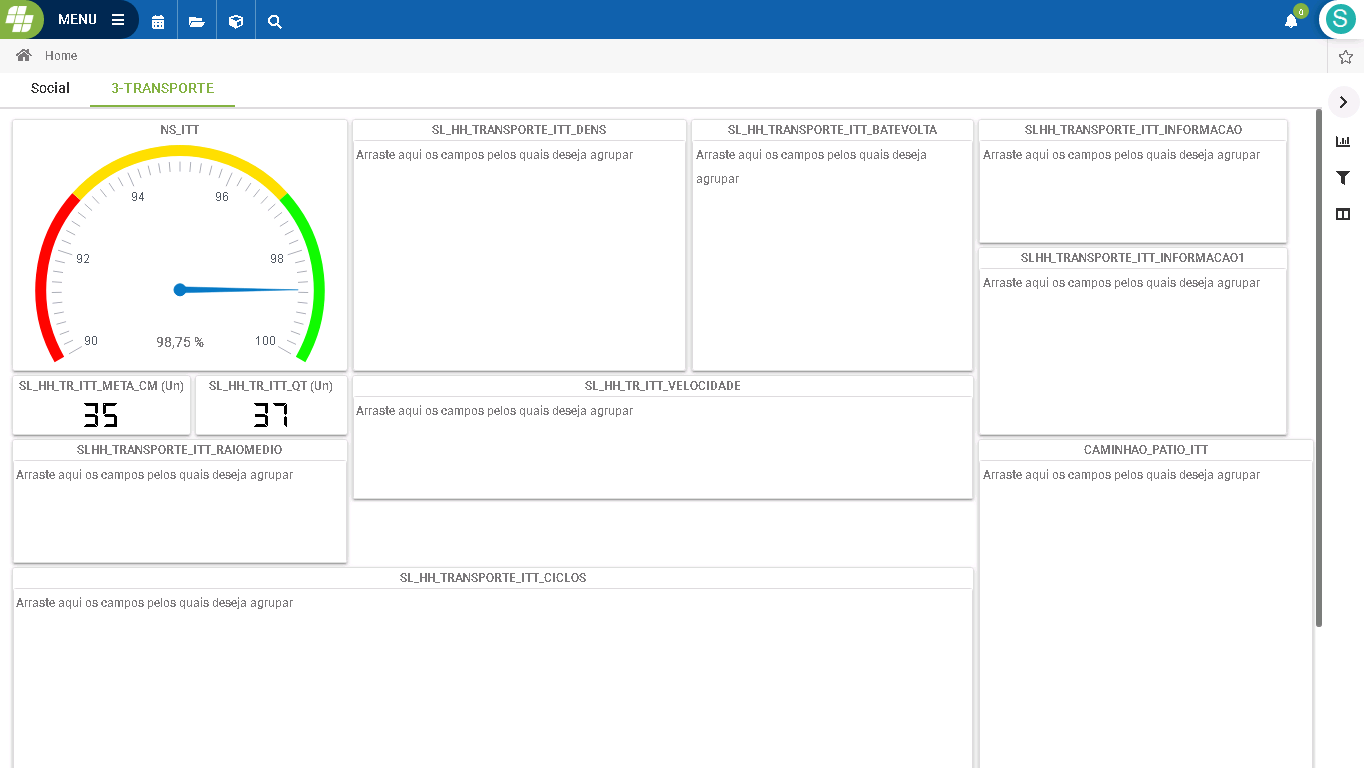 MENU
0
S
Home
Social
3-TRANSPORTE
NS_ITT
90
92
94
96
98
100
98,75 %
SL_HH_TRANSPORTE_ITT_DENS
Arraste aqui os campos pelos quais deseja agrupar
SL_HH_TRANSPORTE_ITT_BATEVOLTA
Arraste aqui os campos pelos quais deseja
agrupar
SLHH_TRANSPORTE_ITT_INFORMACAO
Arraste aqui os campos pelos quais deseja agrupar
SLHH_TRANSPORTE_ITT_INFORMACAO1
Arraste aqui os campos pelos quais deseja agrupar
SL_HH_TR_ITT_META_CM (Un)
35
SL_HH_TR_ITT_QT (Un)
37
SL_HH_TR_ITT_VELOCIDADE
Arraste aqui os campos pelos quais deseja agrupar
SLHH_TRANSPORTE_ITT_RAIOMEDIO
Arraste aqui os campos pelos quais deseja agrupar
CAMINHAO_PATIO_ITT
Arraste aqui os campos pelos quais deseja agrupar
SL_HH_TRANSPORTE_ITT_CICLOS
Arraste aqui os campos pelos quais deseja agrupar